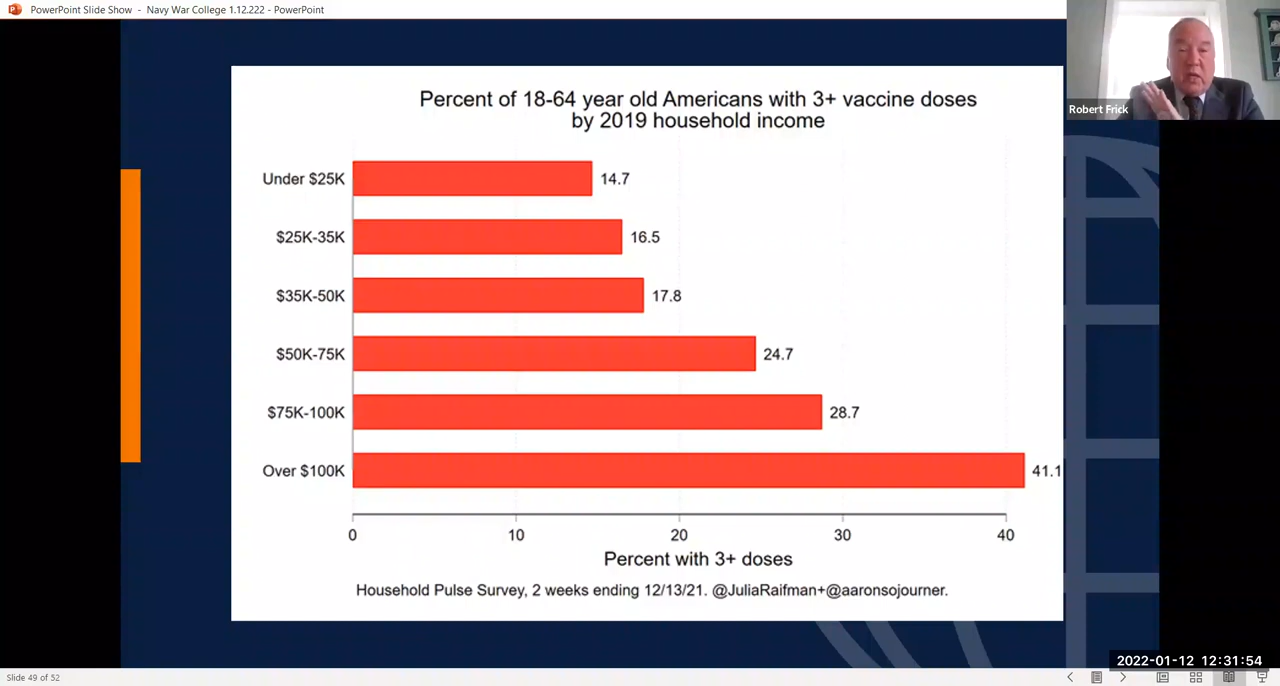 PowerPoint Slide Show - Navy War College 1.12.222 - PowerPoint
Robert Frick
Percent of 18-64 year old Americans with 3+ vaccine doses
by 2019 household income
Under $25K 14.7
$25K-35K 16.5
$35K-50K 17.8
$50K-75K 24.7
$75K-100K 28.7
Over $100K 41.1
0 10 20 30 40
Percent with 3+ doses
Household Pulse Survey, 2 weeks ending 12/13/21. @JuliaRaifman+@aaronsojourner.
2022-01-12 12:31:54
Slide 49 of 52